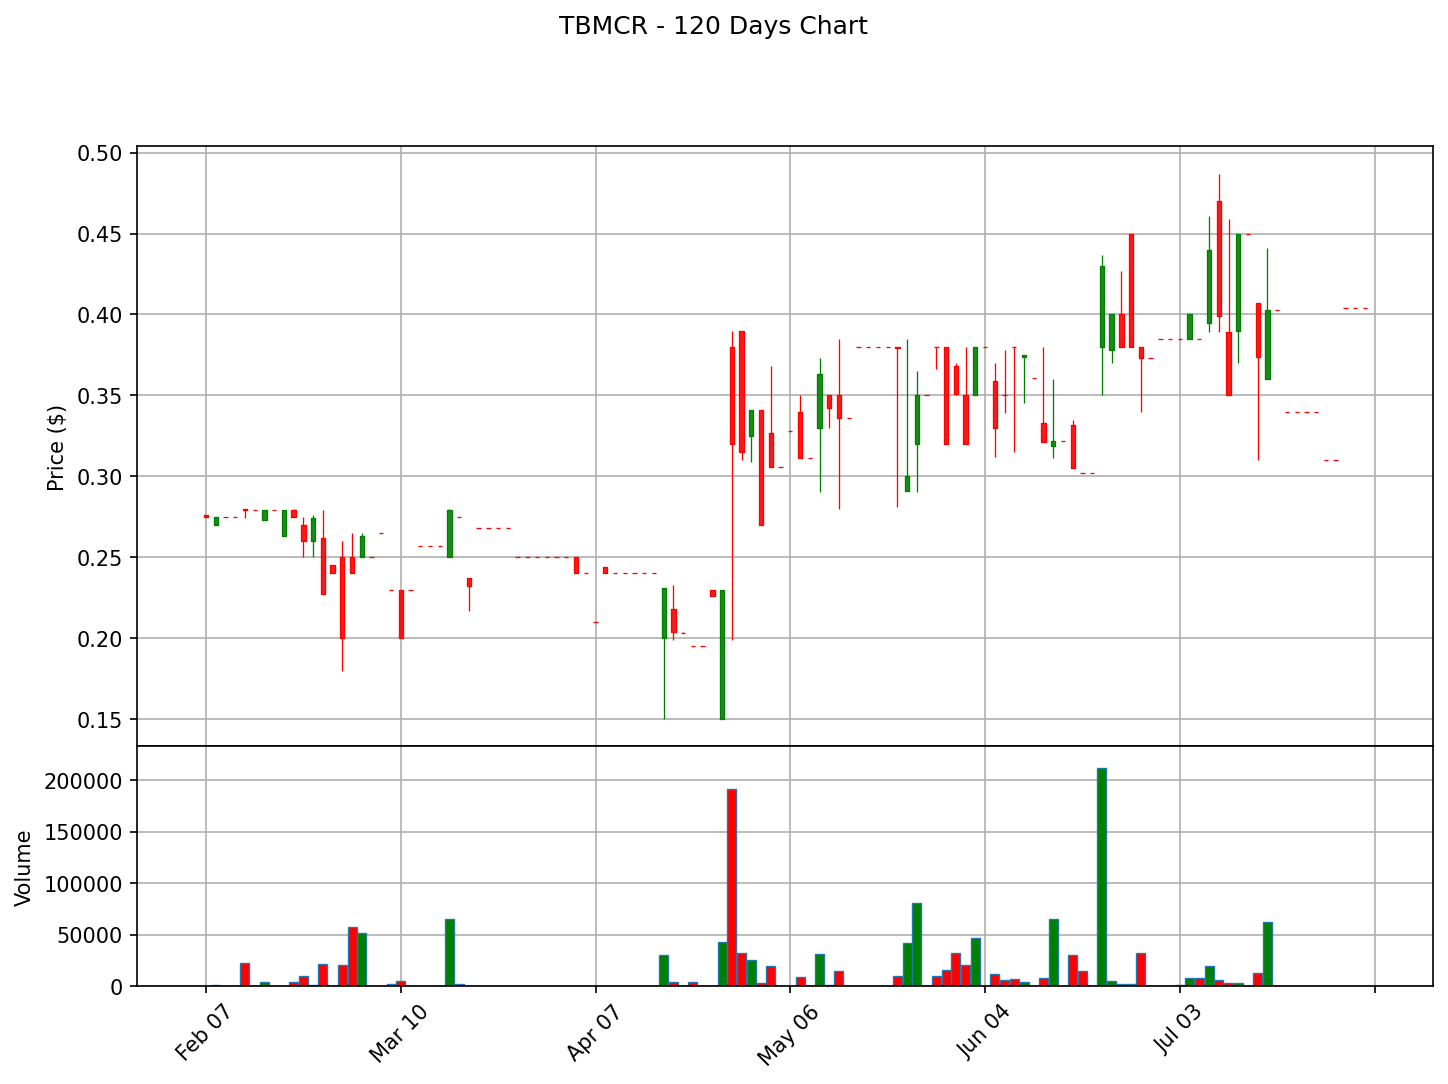 TBMCR - 120 Days Chart
0.50
0.45
0.40
0.35
0.30
0.25
0.20
0.15
Price ($)
200000
150000
100000
50000
0
Volume
Feb 07
Mar 10
Apr 07
May 06
Jun 04
Jul 03